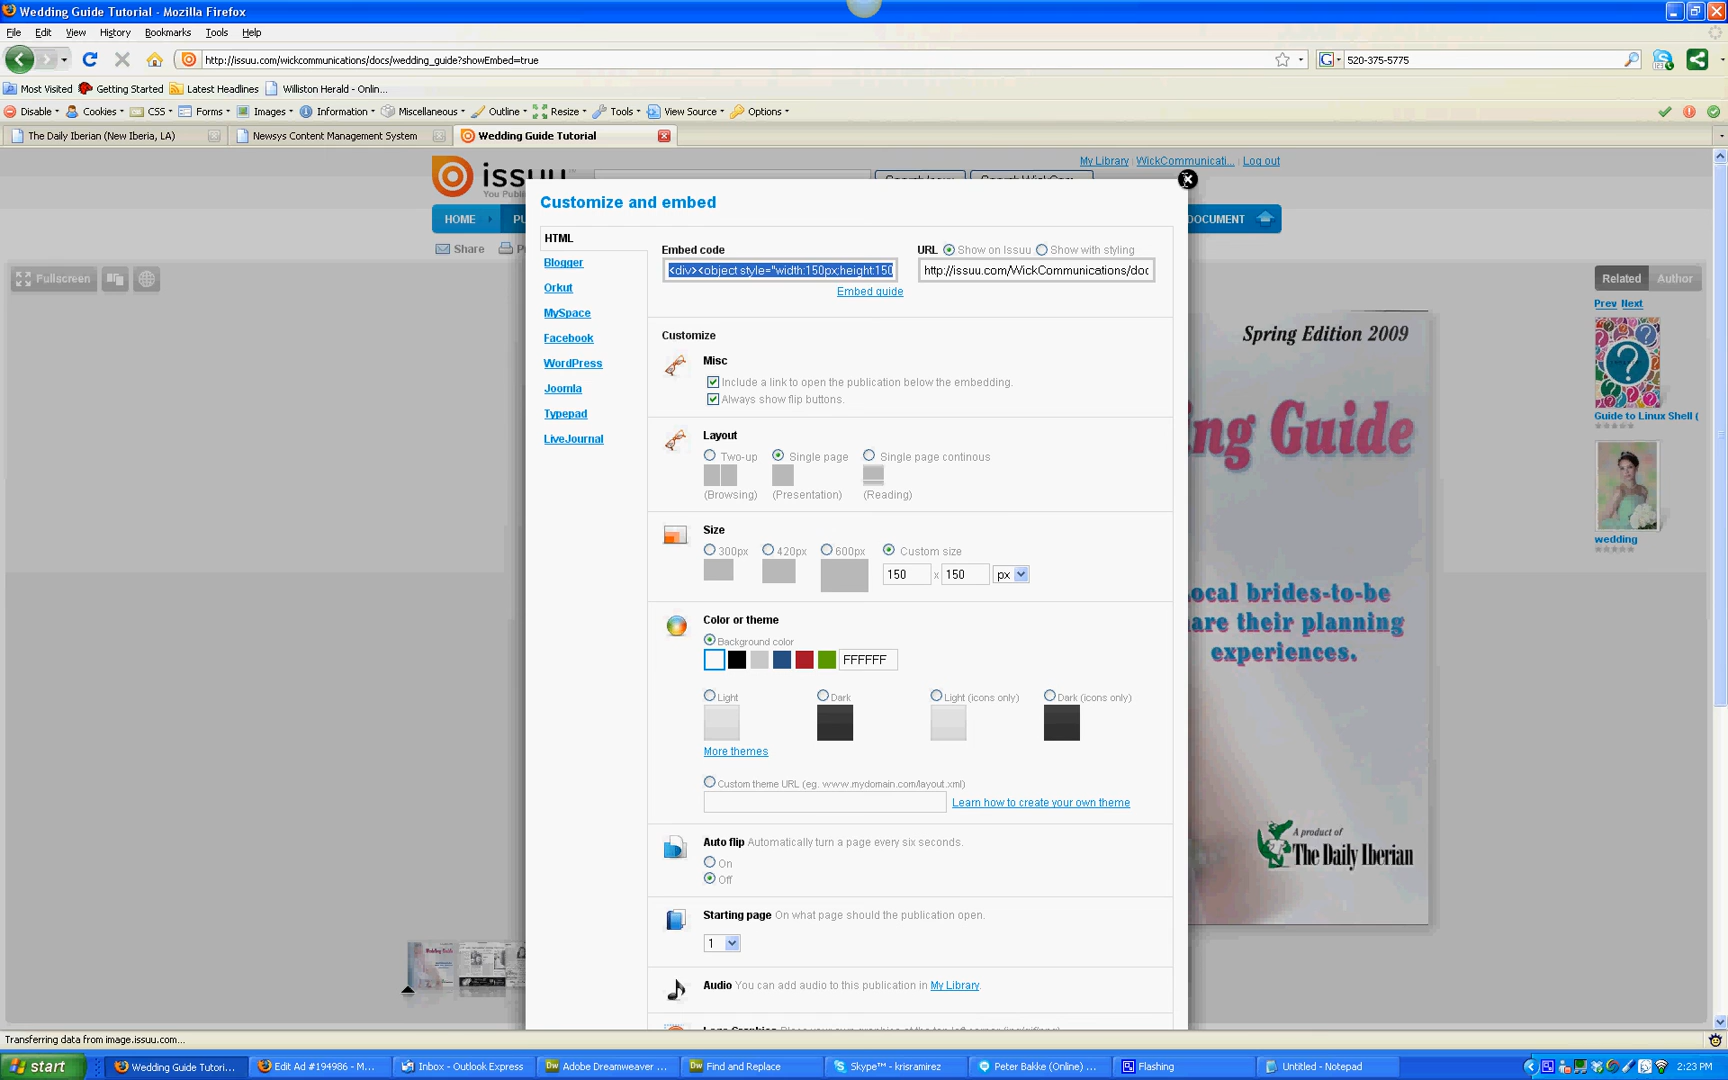 Wedding Guide Tutorial - Mozilla Firefox
File Edit View History Bookmarks Tools Help
http://issuu.com/wickcommunications/docs/wedding_guide?showEmbed=true
520-375-5775
Most Visited Getting Started Latest Headlines Williston Herald - Onlin...
Disable Cookies CSS Forms Images Information Miscellaneous Outline Resize Tools View Source Options
The Daily Iberian (New Iberia, LA) Newsys Content Management System Wedding Guide Tutorial
My Library WickCommunicati... Log out
issuu
You Publ
HOME
DOCUMENT
Share
Fullscreen
Customize and embed
HTML
Blogger
Orkut
MySpace
Facebook
WordPress
Joomla
Typepad
LiveJournal
Embed code
<div><object style="width:150px;height:150
Embed guide
URL Show on Issuu Show with styling
http://issuu.com/WickCommunications/doc
Customize
Misc
Include a link to open the publication below the embedding.
Always show flip buttons.
Layout
Two-up Single page Single page continous
(Browsing) (Presentation) (Reading)
Size
300px 420px 600px Custom size
150 x 150 px
Color or theme
Background color
FFFFFF
Light Dark Light (icons only) Dark (icons only)
More themes
Custom theme URL (eg. www.mydomain.com/layout.xml)
Learn how to create your own theme
Auto flip Automatically turn a page every six seconds.
On
Off
Starting page On what page should the publication open.
1
Audio You can add audio to this publication in My Library.
Spring Edition 2009
ng Guide
ocal brides-to-be
are their planning
experiences.
A product of
The Daily Iberian
Related Author
Prev Next
Guide to Linux Shell (
wedding
Transferring data from image.issuu.com...
start Wedding Guide Tutori... Edit Ad #194986 - M... Inbox - Outlook Express Adobe Dreamweaver ... Find and Replace Skype™ - krisramirez Peter Bakke (Online) ... Flashing Untitled - Notepad 2:23 PM